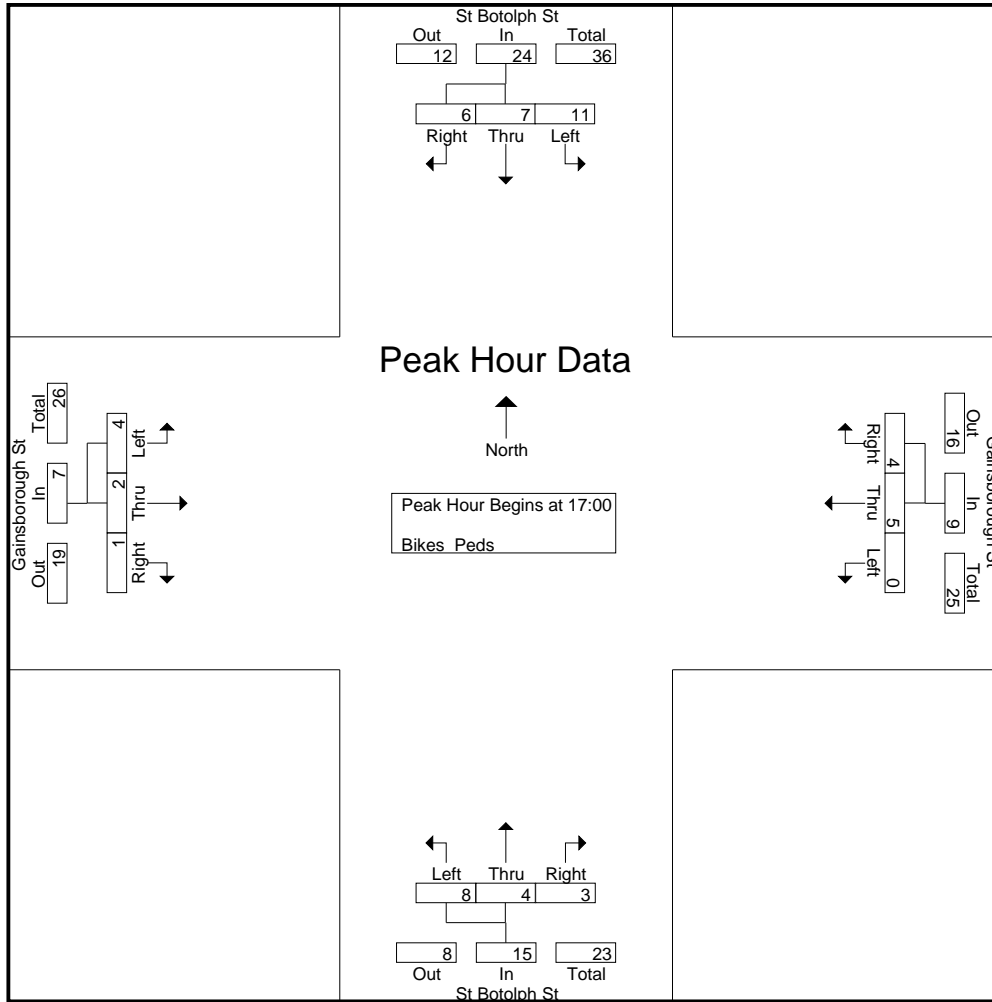 St Botolph St
Out In Total
12 24 36
6 7 11
Right Thru Left
Peak Hour Data
North
Peak Hour Begins at 17:00
Bikes Peds
Gainsborough St
Total In Out
26 7 19
4 2 1
Left Thru Right
Right Thru Left
4 5 0
16 9 25
Out In Total
Gainsborough St
Left Thru Right
8 4 3
8 15 23
Out In Total
St Botolph St